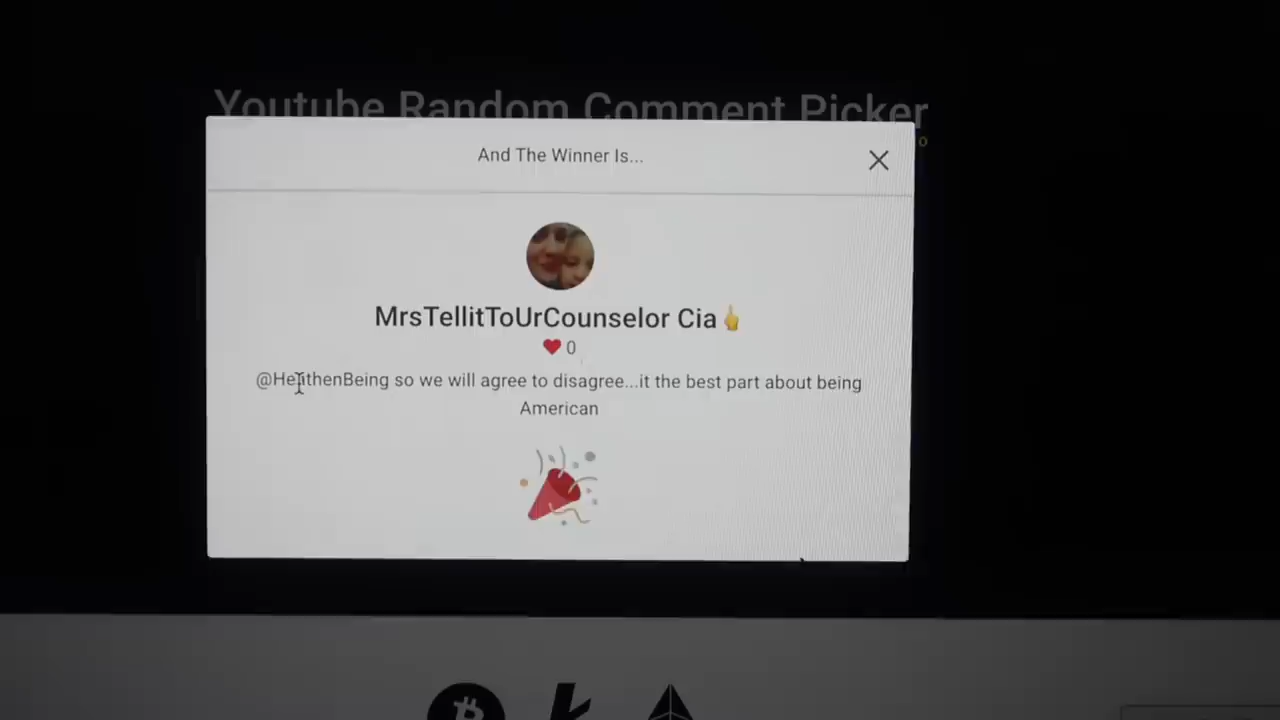 Youtube Random Comment Picker
And The Winner Is...
MrsTellitToUrCounselor Cia🖕
❤ 0
so we will agree to disagree...it the best part about being
American